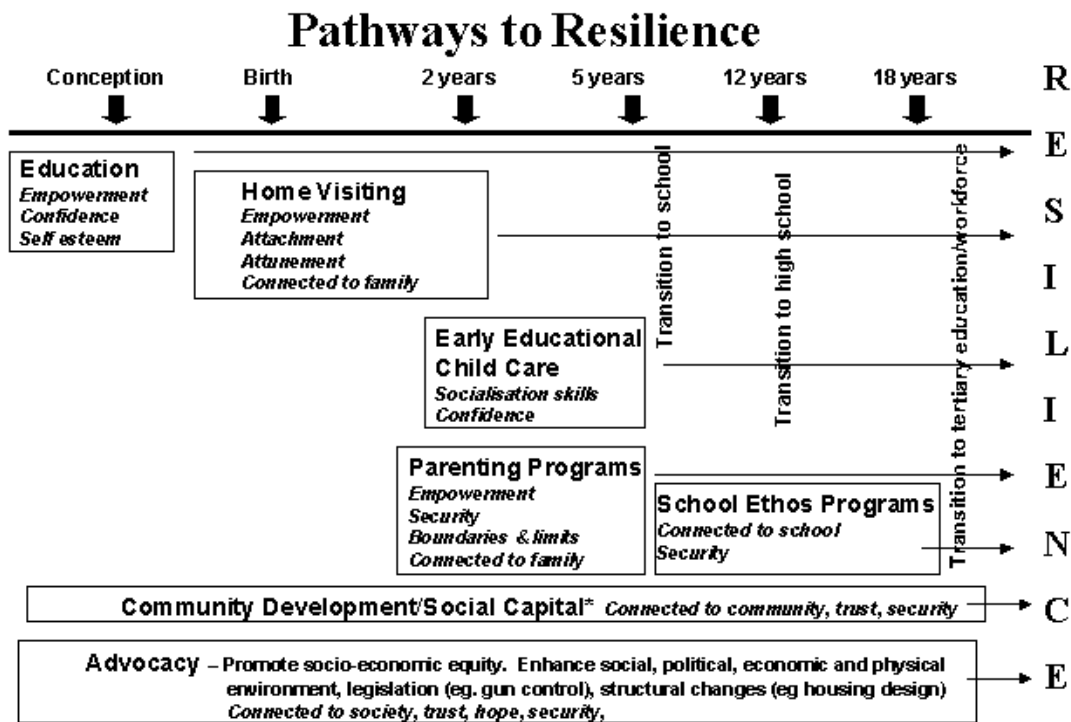 Pathways to Resilience
Conception Birth 2 years 5 years 12 years 18 years
Education
Empowerment
Confidence
Self esteem
Home Visiting
Empowerment
Attachment
Attunement
Connected to family
Early Educational
Child Care
Socialisation skills
Confidence
Parenting Programs
Empowerment
Security
Boundaries & limits
Connected to family
School Ethos Programs
Connected to school
Security
Transition to school
Transition to high school
Transition to tertiary education/workforce
Community Development/Social Capital* Connected to community, trust, security
Advocacy – Promote socio-economic equity. Enhance social, political, economic and physical
environment, legislation (eg. gun control), structural changes (eg housing design)
Connected to society, trust, hope, security,
R
E
S
I
L
I
E
N
C
E